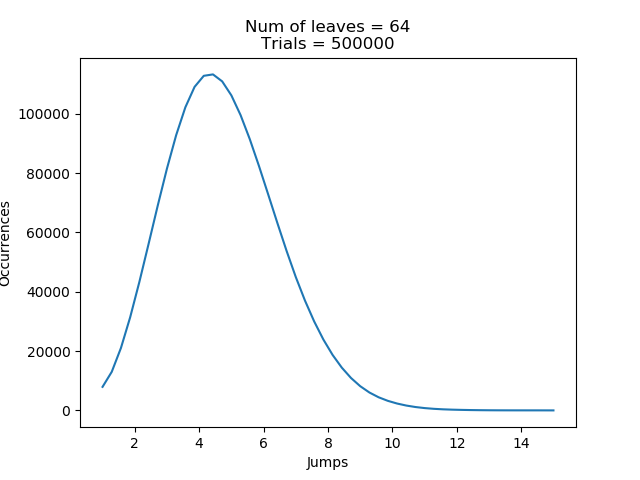 Num of leaves = 64
Trials = 500000
Occurrences
100000
80000
60000
40000
20000
0
2 4 6 8 10 12 14
Jumps